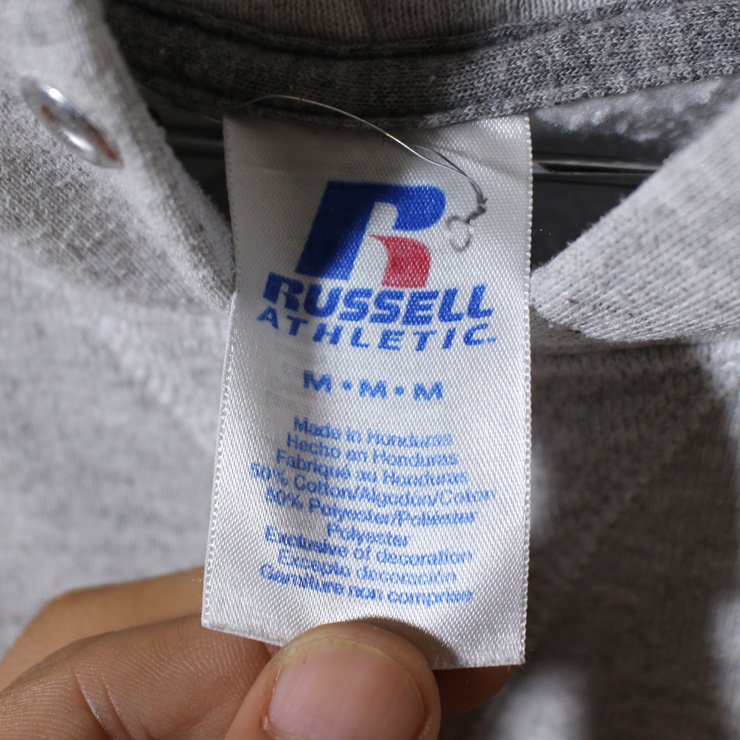 RUSSELL
ATHLETIC
M • M • M
Made in Honduras
Hecho en Honduras
Fabriqué au Honduras
50% Cotton/Algodon/Coton
50% Polyester/Poliester
Polyester
Exclusive of decoration
Excepto decoración
Garniture non comprise